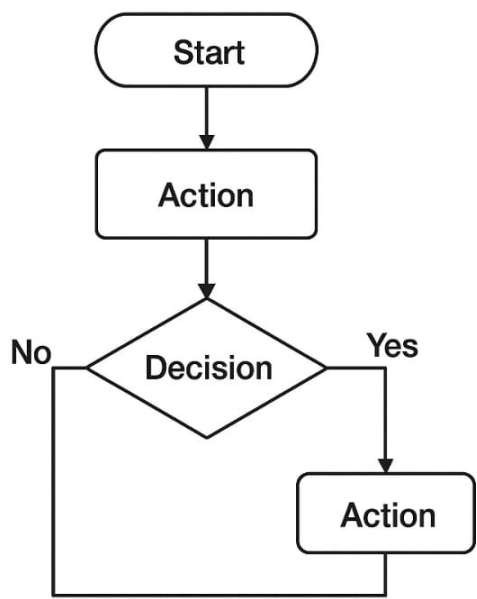 Start
Action
Decision
No
Yes
Action